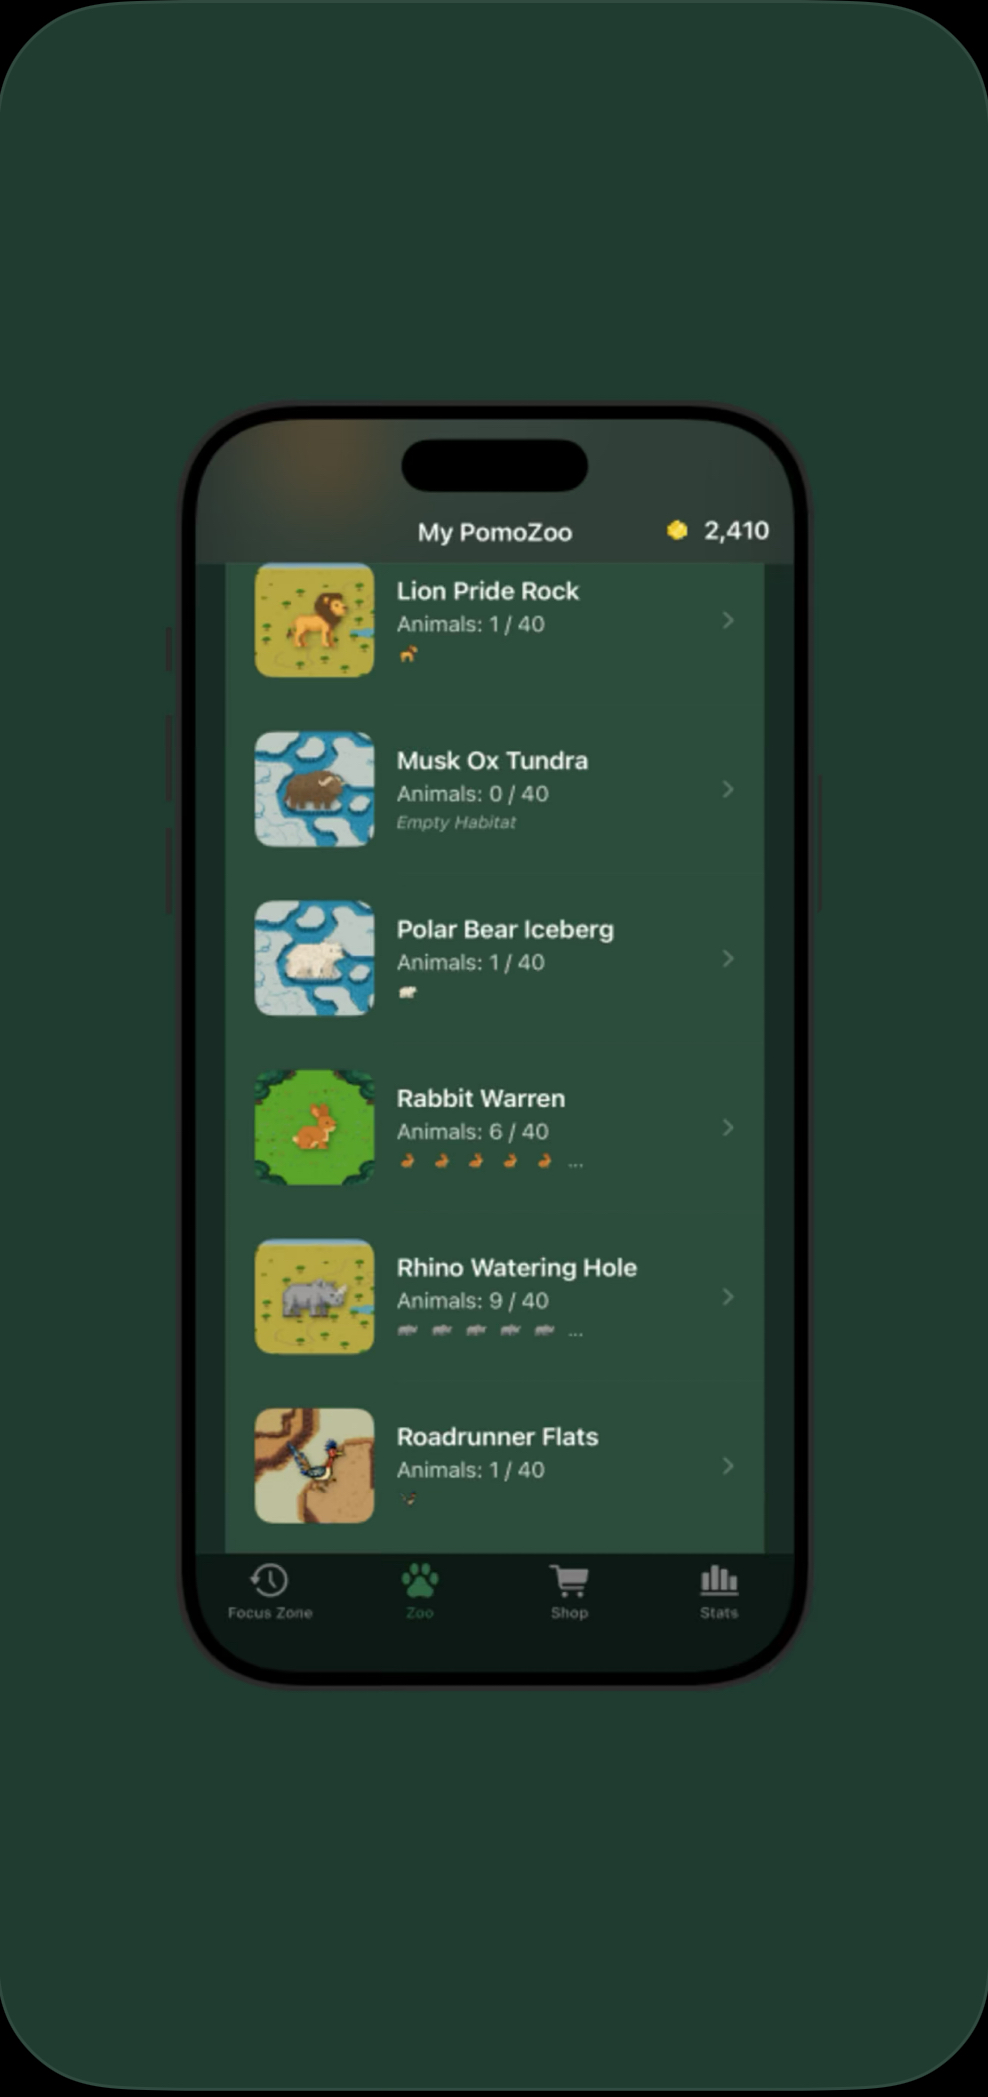 My PomoZoo
2,410
Lion Pride Rock
Animals: 1 / 40
Musk Ox Tundra
Animals: 0 / 40
Empty Habitat
Polar Bear Iceberg
Animals: 1 / 40
Rabbit Warren
Animals: 6 / 40
...
Rhino Watering Hole
Animals: 9 / 40
...
Roadrunner Flats
Animals: 1 / 40
Focus Zone
Zoo
Shop
Stats